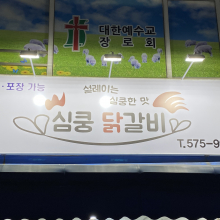 대한예수교
장로회
·포장 가능
설레이는
심쿵한 맛
심쿵 닭갈비
T.575-9